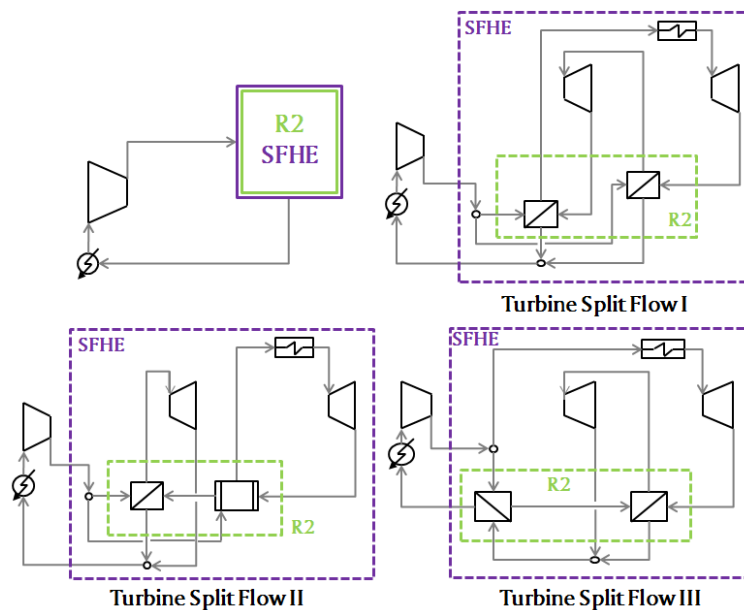 R2
SFHE
SFHE
R2
Turbine Split Flow I
SFHE
R2
Turbine Split Flow II
SFHE
R2
Turbine Split Flow III